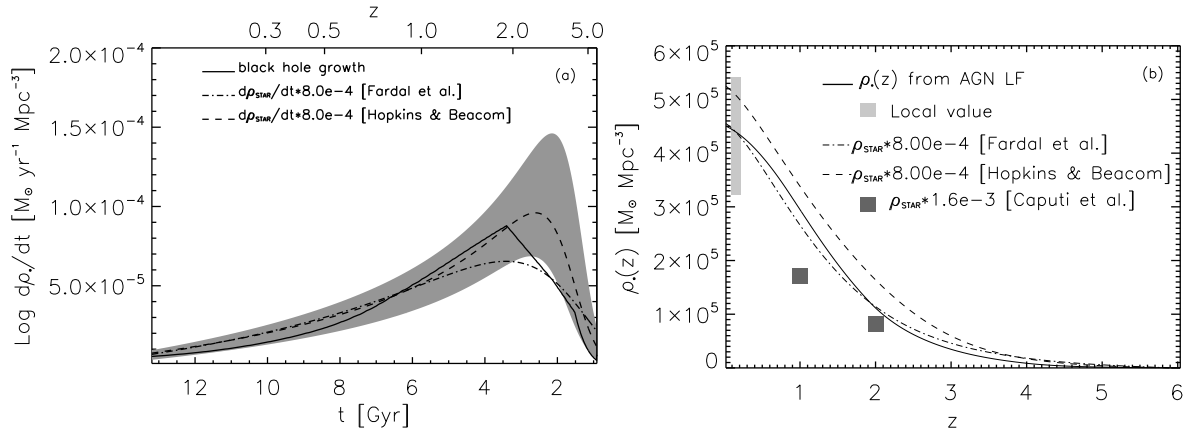 z
0.3 0.5 1.0 2.0 5.0
2.0×10⁻⁴
1.5×10⁻⁴
1.0×10⁻⁴
5.0×10⁻⁵
Log dρ•/dt [M⊙ yr⁻¹ Mpc⁻³]
(a)
black hole growth
dρSTAR/dt*8.0e-4 [Fardal et al.]
dρSTAR/dt*8.0e-4 [Hopkins & Beacom]
12 10 8 6 4 2
t [Gyr]
6×10⁵
5×10⁵
4×10⁵
3×10⁵
2×10⁵
1×10⁵
0
ρ•(z) [M⊙ Mpc⁻³]
(b)
ρ•(z) from AGN LF
Local value
ρSTAR*8.00e-4 [Fardal et al.]
ρSTAR*8.00e-4 [Hopkins & Beacom]
ρSTAR*1.6e-3 [Caputi et al.]
1 2 3 4 5 6
z